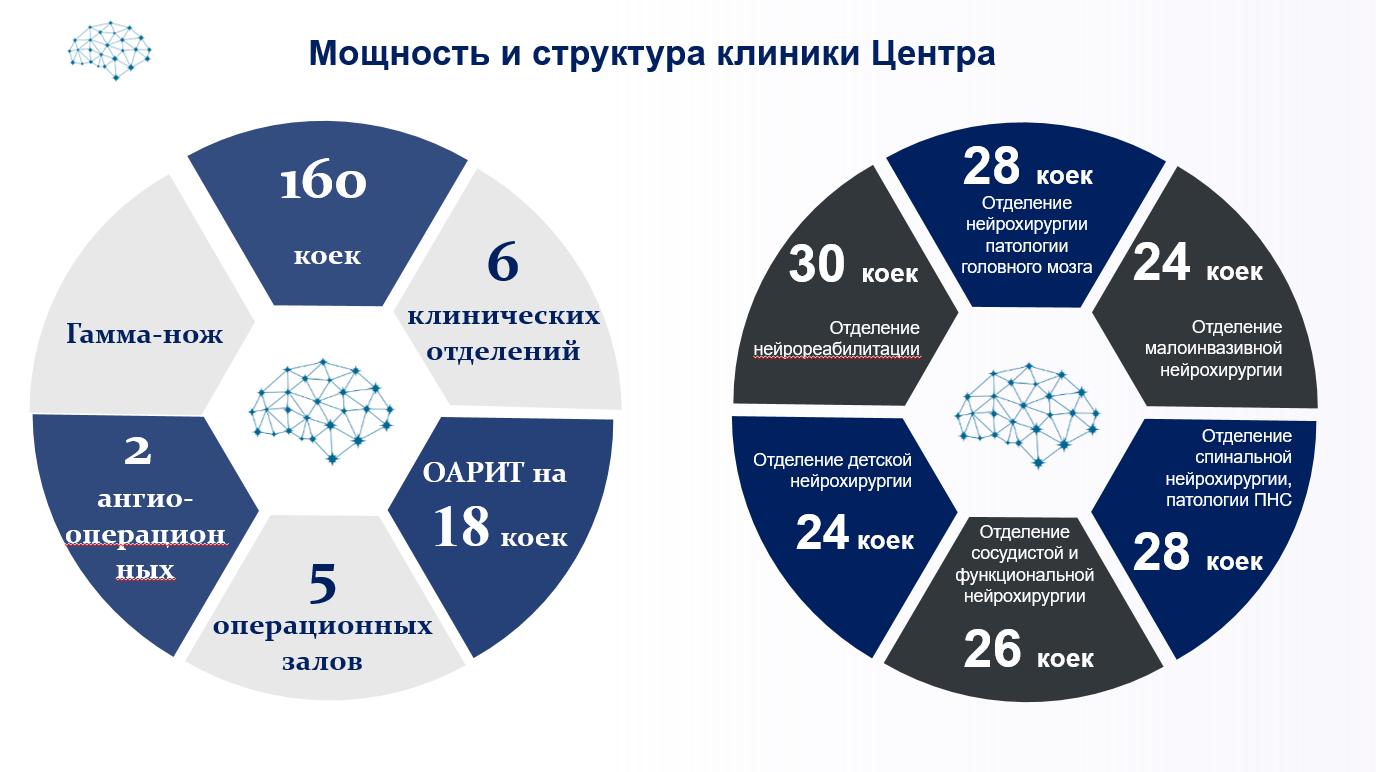 Мощность и структура клиники Центра
160
коек
6
клинических
отделений
ОАРИТ на
18 коек
5
операционных
залов
2
ангио-
операцион
ных
Гамма-нож
28 коек
Отделение
нейрохирургии
патологии
головного мозга
24 коек
Отделение
малоинвазивной
нейрохирургии
Отделение
спинальной
нейрохирургии,
патологии ПНС
28 коек
Отделение
сосудистой и
функциональной
нейрохирургии
26 коек
Отделение детской
нейрохирургии
24 коек
30 коек
Отделение
нейрореабилитации